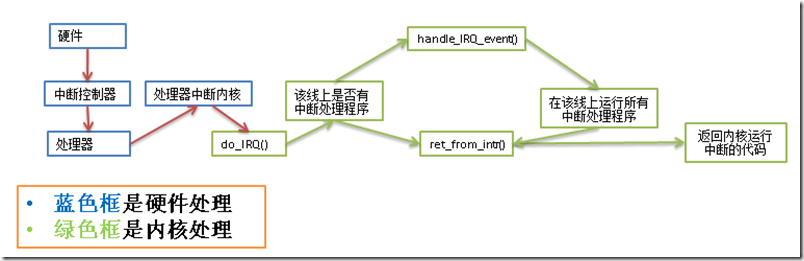 硬件
handle_IRQ_event()
中断控制器
处理器中断内核
该线上是否有
中断处理程序
在该线上运行所有
中断处理程序
处理器
do_IRQ()
ret_from_intr()
返回内核运行
中断的代码
• 蓝色框是硬件处理
• 绿色框是内核处理